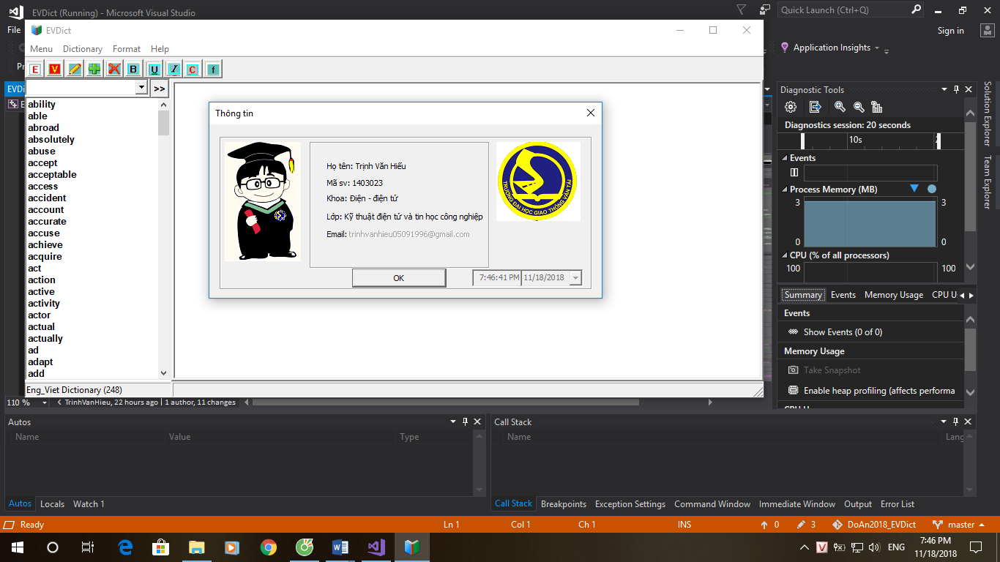 EVDict (Running) - Microsoft Visual Studio
Quick Launch (Ctrl+Q)
File
Sign in
Application Insights
EVDict
Menu Dictionary Format Help
E V B U I C f
>>
ability
able
abroad
absolutely
abuse
accept
acceptable
access
accident
account
accurate
accuse
achieve
acquire
act
action
active
activity
actor
actual
actually
ad
adapt
add
Eng_Viet Dictionary (248)
Thông tin
Họ tên: Trịnh Văn Hiếu
Mã sv: 1403023
Khoa: Điện - điện tử
Lớp: Kỹ thuật điện tử và tin học công nghiệp
Email: trinhvanhieu05091996@gmail.com
TRƯỜNG ĐẠI HỌC GIAO THÔNG VẬN TẢI
OK
7:46:41 PM 11/18/2018
Diagnostic Tools
Diagnostics session: 20 seconds
10s
Events
Process Memory (MB)
3 3
0 0
CPU (% of all processors)
100 100
Summary Events Memory Usage CPU U
Events
Show Events (0 of 0)
Memory Usage
Take Snapshot
Enable heap profiling (affects performa
Solution Explorer
Team Explorer
110 %
TrinhVanHieu, 22 hours ago | 1 author, 11 changes
Autos
Name Value Type
Autos Locals Watch 1
Call Stack
Name Lang
Call Stack Breakpoints Exception Settings Command Window Immediate Window Output Error List
Ready Ln 1 Col 1 Ch 1 INS 0 3 DoAn2018_EVDict master
V ENG 7:46 PM
11/18/2018